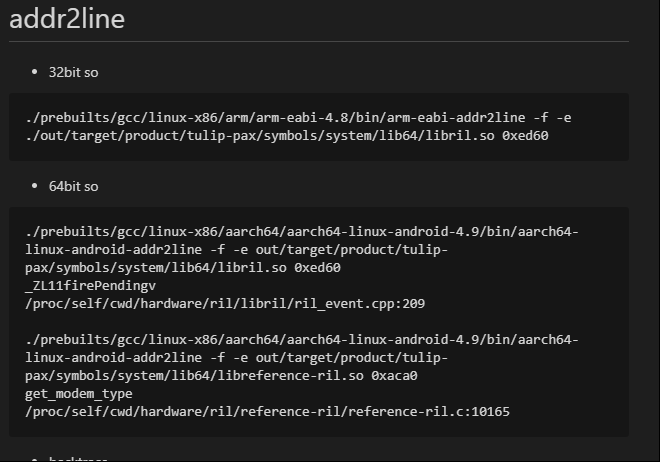 addr2line
• 32bit so
./prebuilts/gcc/linux-x86/arm/arm-eabi-4.8/bin/arm-eabi-addr2line -f -e
./out/target/product/tulip-pax/symbols/system/lib64/libril.so 0xed60
• 64bit so
./prebuilts/gcc/linux-x86/aarch64/aarch64-linux-android-4.9/bin/aarch64-
linux-android-addr2line -f -e out/target/product/tulip-
pax/symbols/system/lib64/libril.so 0xed60
_ZL11firePendingv
/proc/self/cwd/hardware/ril/libril/ril_event.cpp:209
./prebuilts/gcc/linux-x86/aarch64/aarch64-linux-android-4.9/bin/aarch64-
linux-android-addr2line -f -e out/target/product/tulip-
pax/symbols/system/lib64/libreference-ril.so 0xaca0
get_modem_type
/proc/self/cwd/hardware/ril/reference-ril/reference-ril.c:10165